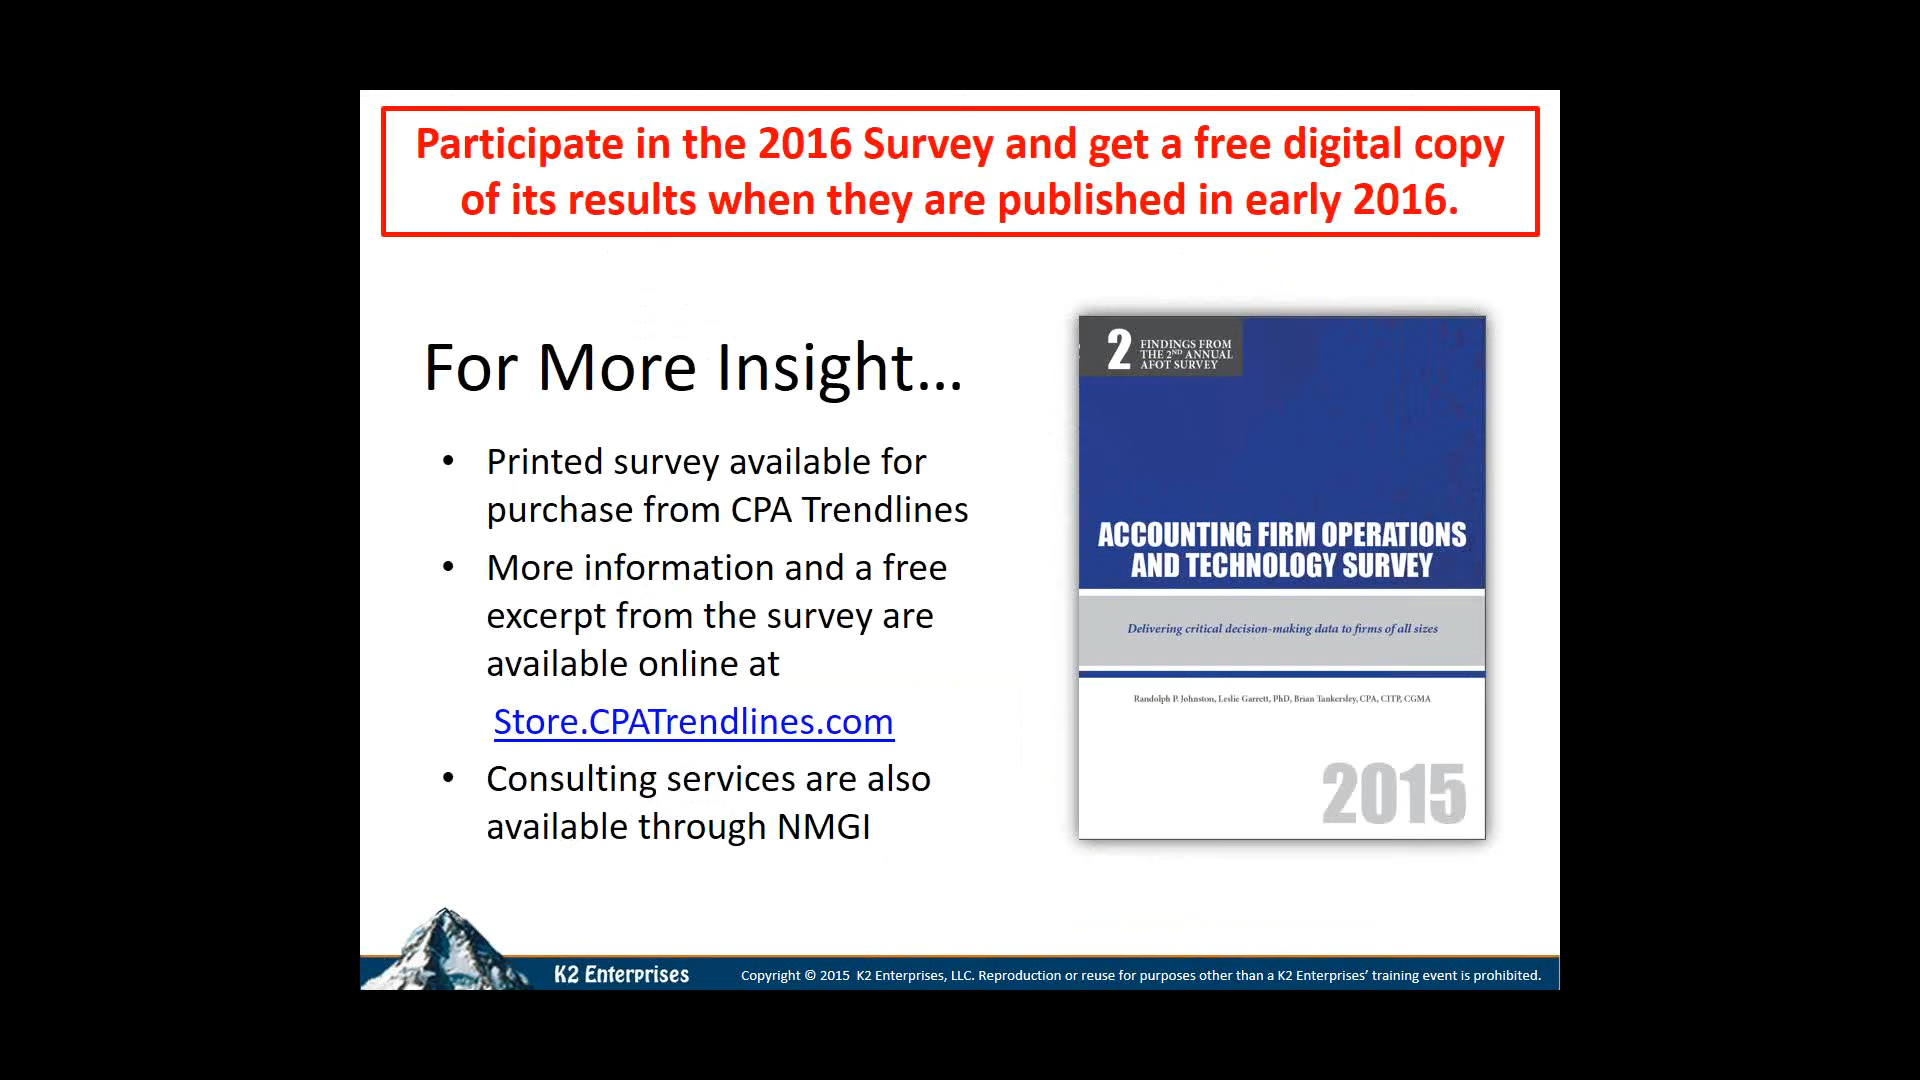 Participate in the 2016 Survey and get a free digital copy
of its results when they are published in early 2016.
For More Insight...
• Printed survey available for
purchase from CPA Trendlines
• More information and a free
excerpt from the survey are
available online at
Store.CPATrendlines.com
• Consulting services are also
available through NMGI
2
FINDINGS FROM
THE 2ND ANNUAL
AFOT SURVEY
ACCOUNTING FIRM OPERATIONS
AND TECHNOLOGY SURVEY
Delivering critical decision-making data to firms of all sizes
Randolph P. Johnston, Leslie Garrett, PhD, Brian Tankersley, CPA, CITP, CGMA
2015
K2 Enterprises
Copyright © 2015 K2 Enterprises, LLC. Reproduction or reuse for purposes other than a K2 Enterprises’ training event is prohibited.